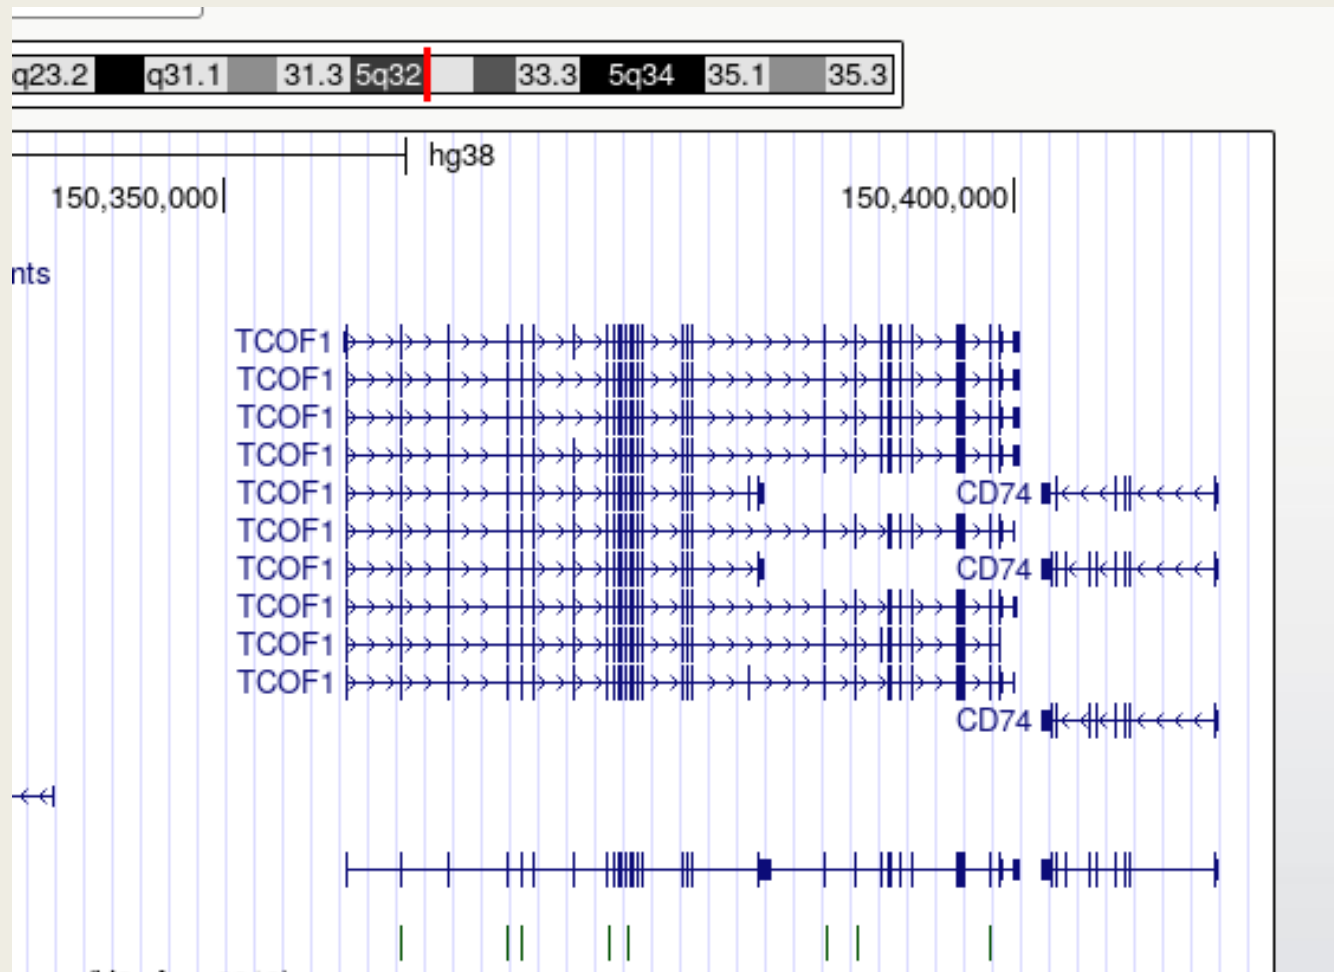 q23.2 q31.1 31.3 5q32 33.3 5q34 35.1 35.3
hg38
150,350,000 150,400,000
nts
TCOF1
TCOF1
TCOF1
TCOF1
TCOF1 CD74
TCOF1
TCOF1 CD74
TCOF1
TCOF1
TCOF1
CD74